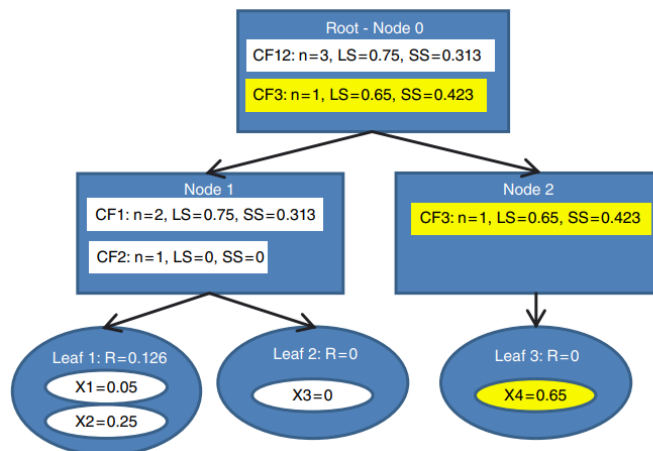 Root - Node 0
CF12: n=3, LS=0.75, SS=0.313
CF3: n=1, LS=0.65, SS=0.423
Node 1
CF1: n=2, LS=0.75, SS=0.313
CF2: n=1, LS=0, SS=0
Node 2
CF3: n=1, LS=0.65, SS=0.423
Leaf 1: R=0.126
X1=0.05
X2=0.25
Leaf 2: R=0
X3=0
Leaf 3: R=0
X4=0.65